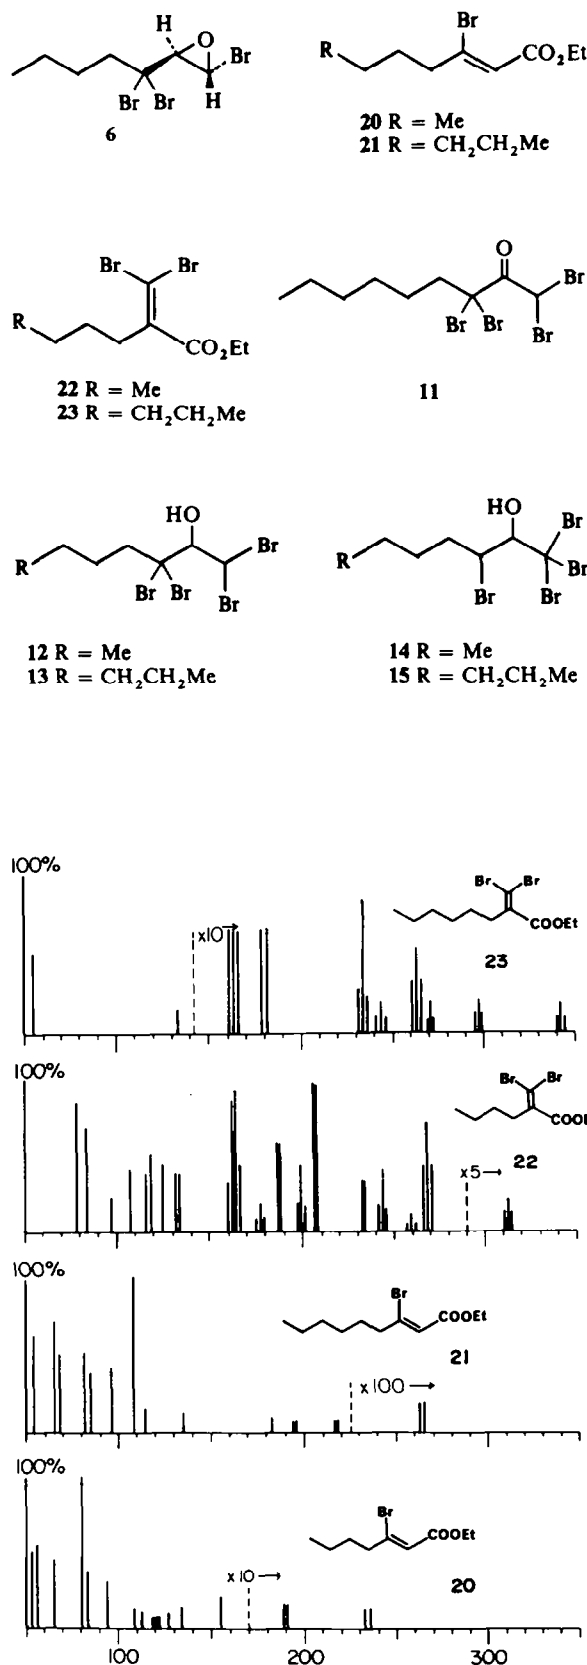 H
O
Br
Br Br
H
6
Br
R
CO₂Et
20 R = Me
21 R = CH₂CH₂Me
Br Br
R
CO₂Et
22 R = Me
23 R = CH₂CH₂Me
O
Br
Br Br
Br
11
HO
Br
R
Br Br
Br
12 R = Me
13 R = CH₂CH₂Me
HO
Br
R
Br
Br
Br
14 R = Me
15 R = CH₂CH₂Me
100%
x10→
Br Br
COOEt
23
100%
Br Br
COOE
22
x5→
100%
Br
COOEt
21
x100→
100%
Br
COOEt
20
x10→
100
200
300